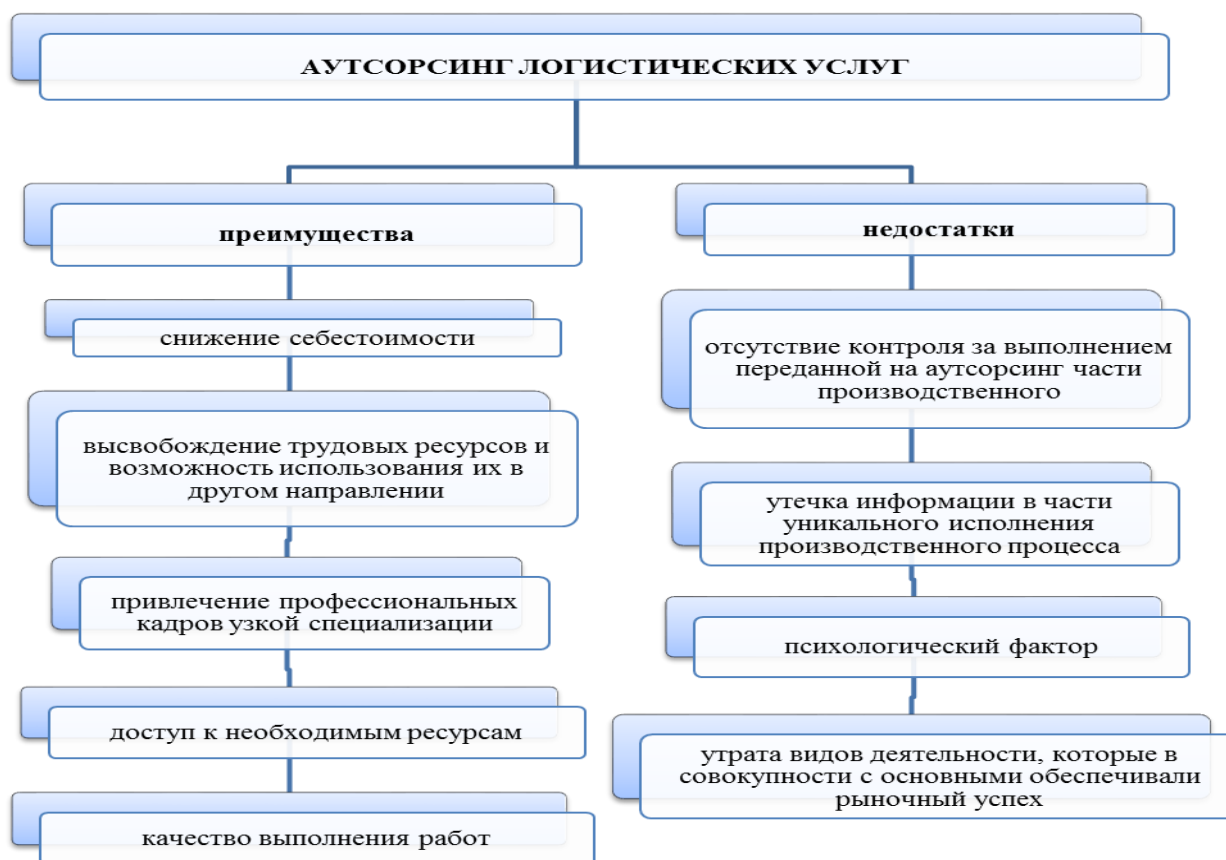 АУТСОРСИНГ ЛОГИСТИЧЕСКИХ УСЛУГ
преимущества
снижение себестоимости
высвобождение трудовых ресурсов и
возможность использования их в
другом направлении
привлечение профессиональных
кадров узкой специализации
доступ к необходимым ресурсам
качество выполнения работ
недостатки
отсутствие контроля за выполнением
переданной на аутсорсинг части
производственного
утечка информации в части
уникального исполнения
производственного процесса
психологический фактор
утрата видов деятельности, которые в
совокупности с основными обеспечивали
рыночный успех